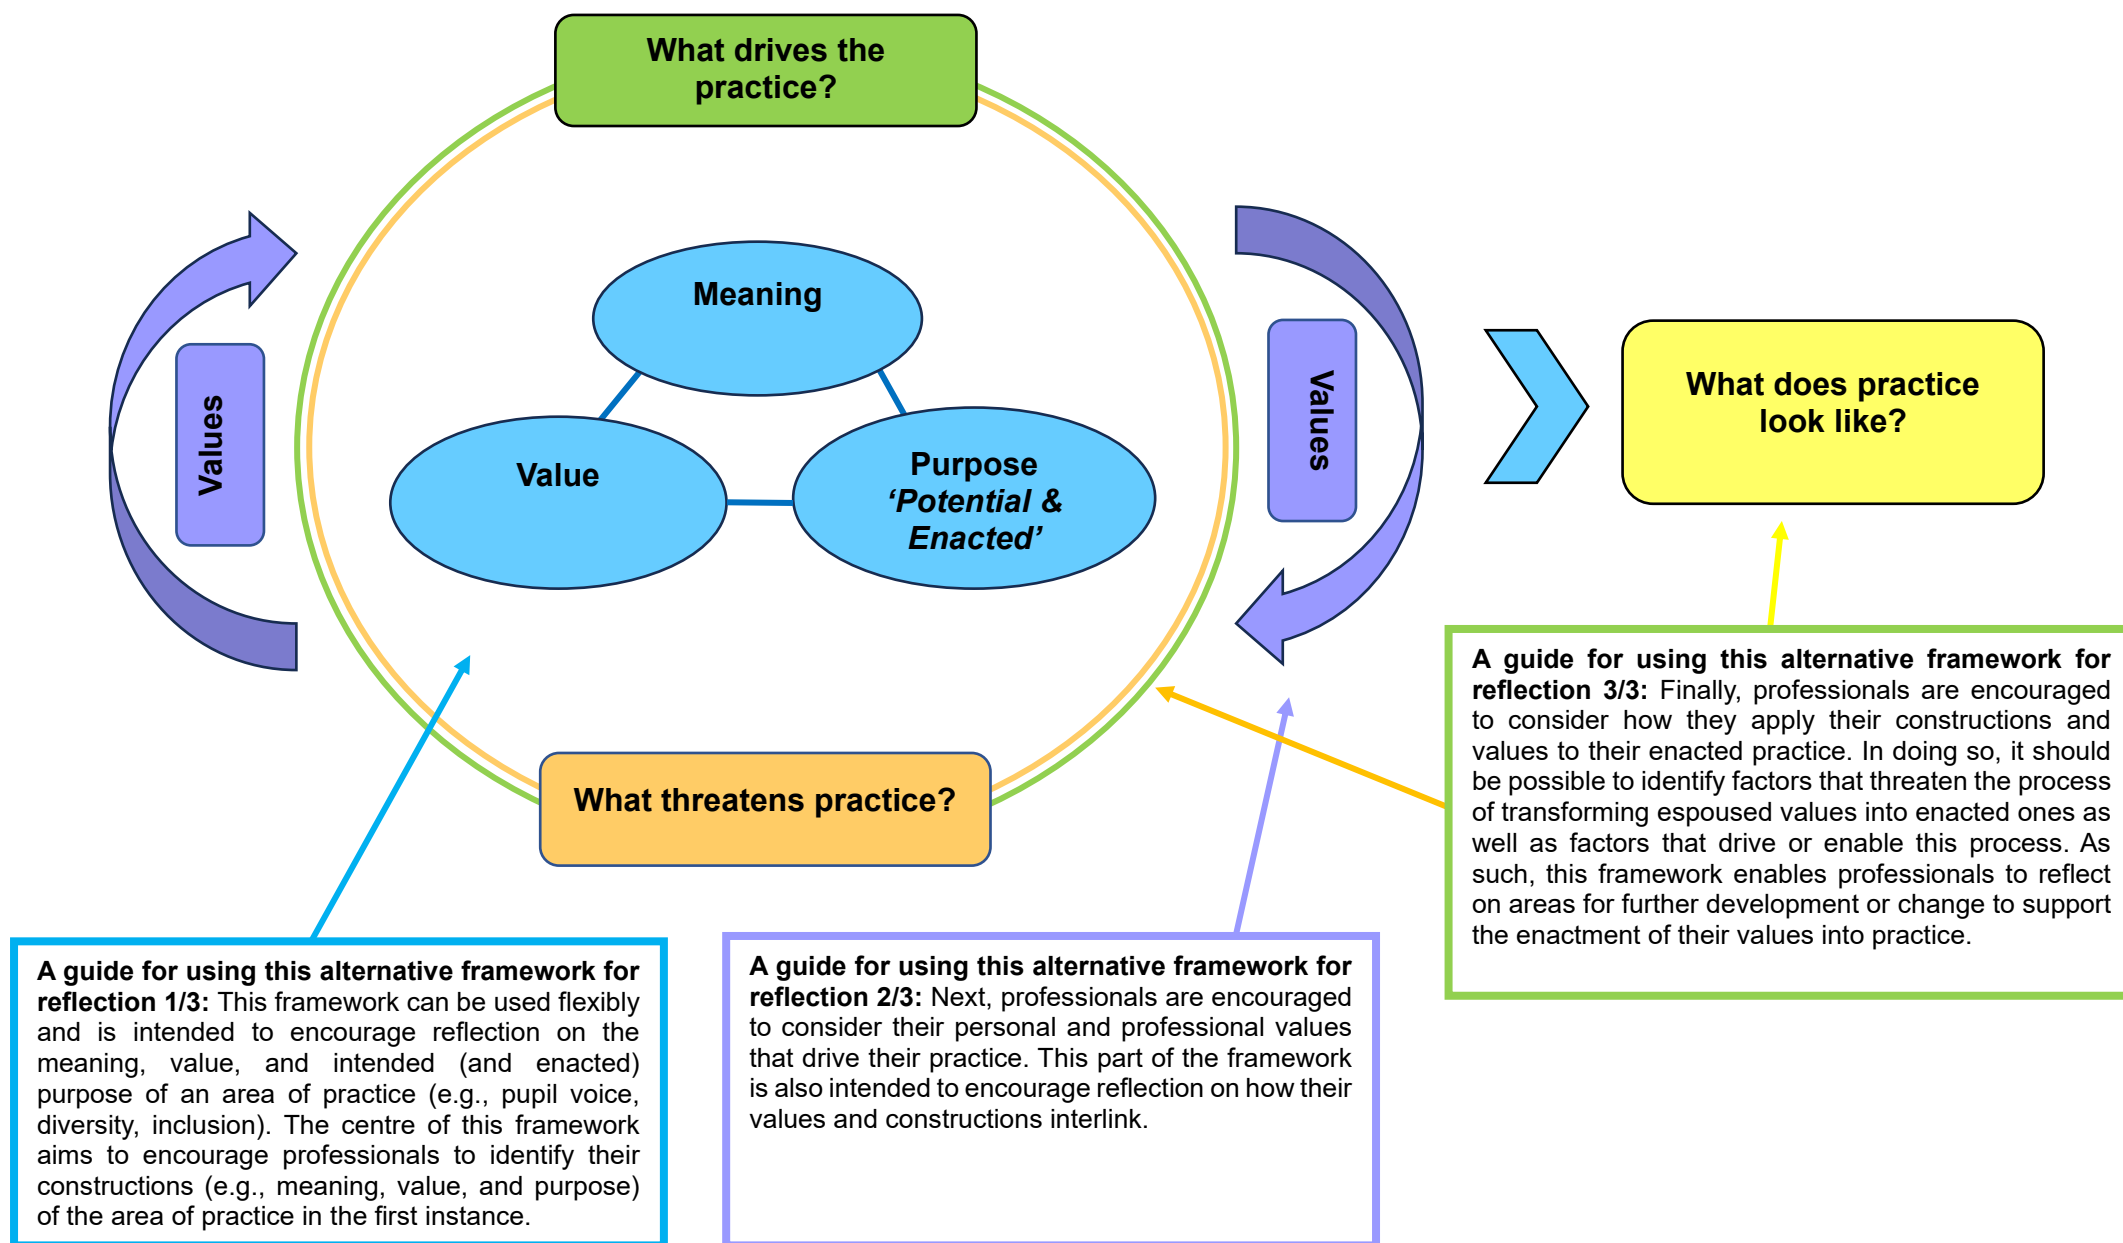 What drives the
practice?
Meaning
Value
Purpose
‘Potential &
Enacted’
Values
Values
What does practice
look like?
What threatens practice?
A guide for using this alternative framework for
reflection 1/3: This framework can be used flexibly
and is intended to encourage reflection on the
meaning, value, and intended (and enacted)
purpose of an area of practice (e.g., pupil voice,
diversity, inclusion). The centre of this framework
aims to encourage professionals to identify their
constructions (e.g., meaning, value, and purpose)
of the area of practice in the first instance.
A guide for using this alternative framework for
reflection 2/3: Next, professionals are encouraged
to consider their personal and professional values
that drive their practice. This part of the framework
is also intended to encourage reflection on how their
values and constructions interlink.
A guide for using this alternative framework for
reflection 3/3: Finally, professionals are encouraged
to consider how they apply their constructions and
values to their enacted practice. In doing so, it should
be possible to identify factors that threaten the process
of transforming espoused values into enacted ones as
well as factors that drive or enable this process. As
such, this framework enables professionals to reflect
on areas for further development or change to support
the enactment of their values into practice.